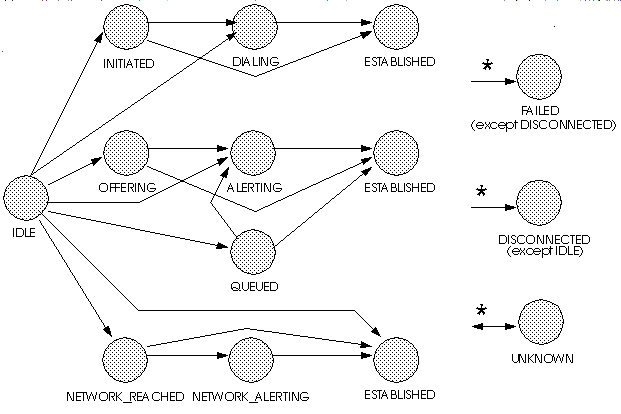 INITIATED
DIALING
ESTABLISHED
*
FAILED
(except DISCONNECTED)
OFFERING
ALERTING
ESTABLISHED
*
DISCONNECTED
(except IDLE)
IDLE
QUEUED
*
UNKNOWN
NETWORK_REACHED
NETWORK_ALERTING
ESTABLISHED